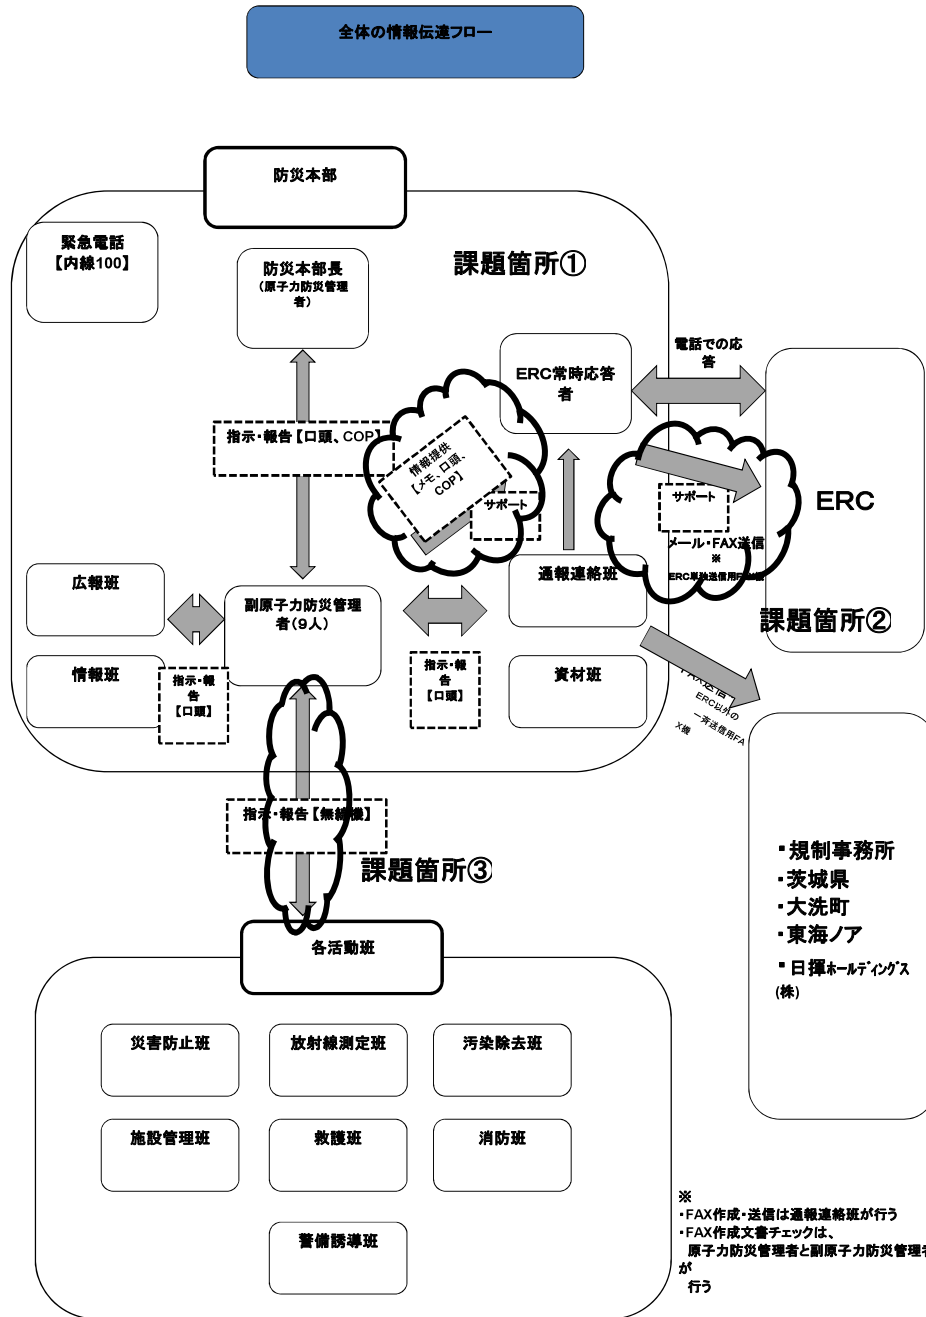 全体の情報伝達フロー
防災本部
緊急電話
【内線100】
防災本部長
(原子力防災管理
者)
課題箇所①
ERC常時応答
者
電話での応
答
指示・報告【口頭、COP】
情報提供
【メモ、口頭、
COP】
サポート
サポート
ERC
メール・FAX送信
※
ERC単独送信用FAX機
課題箇所②
広報班
副原子力防災管理
者(9人)
通報連絡班
情報班
指示・報
告
【口頭】
指示・報
告
【口頭】
資材班
FAX送信
ERC以外の
一斉送信用FA
X機
指示・報告【無線機】
課題箇所③
各活動班
・規制事務所
・茨城県
・大洗町
・東海ノア
・日揮ホールディングス
(株)
災害防止班
放射線測定班
汚染除去班
施設管理班
救護班
消防班
警備誘導班
※
・FAX作成・送信は通報連絡班が行う
・FAX作成文書チェックは、
原子力防災管理者と副原子力防災管理者
が
行う